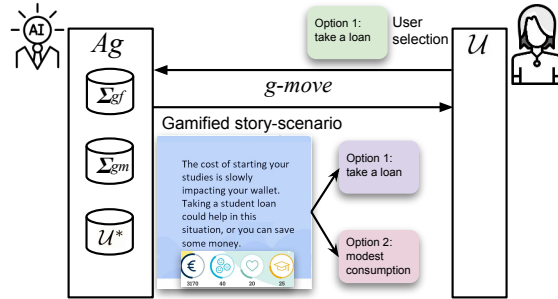 AI
Ag
Σgf
Σgm
U*
Option 1:
take a loan
User
selection
U
g-move
Gamified story-scenario
The cost of starting your
studies is slowly
impacting your wallet.
Taking a student loan
could help in this
situation, or you can save
some money.
€
3170
40
20
25
Option 1:
take a loan
Option 2:
modest
consumption